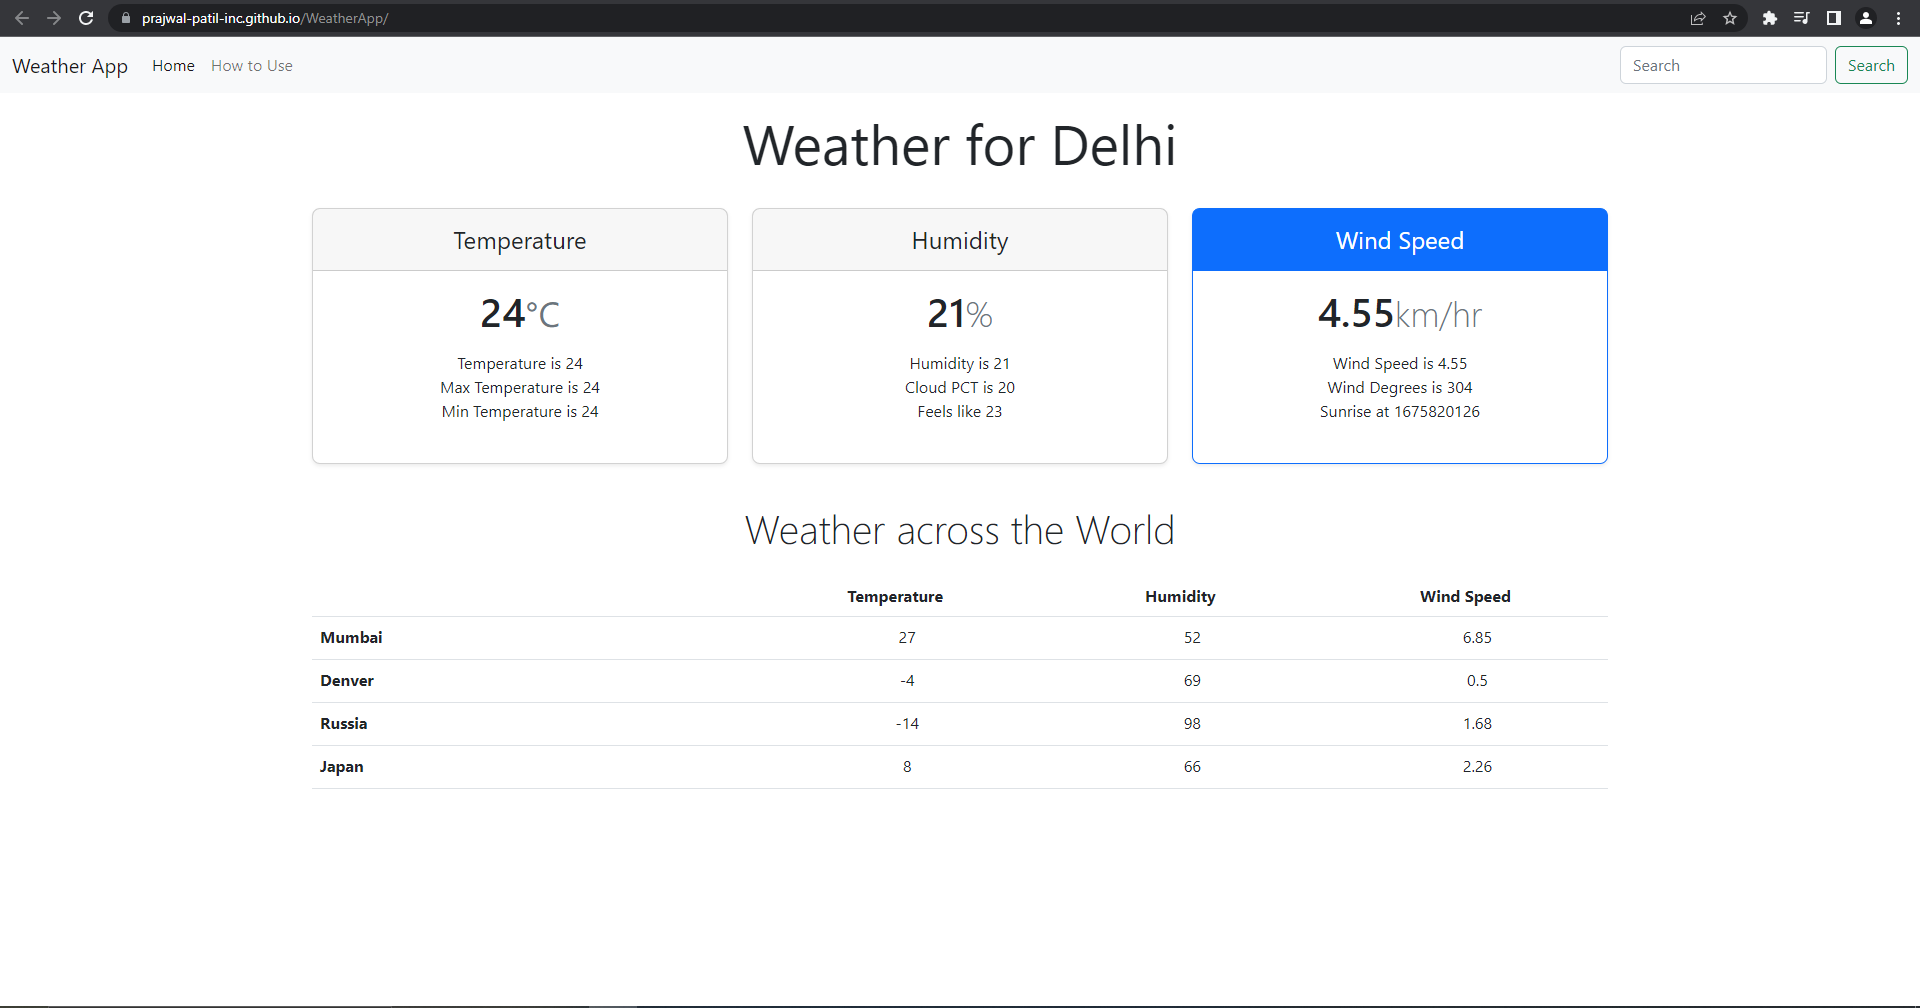 prajwal-patil-inc.github.io/WeatherApp/
Weather App Home How to Use Search Search
Weather for Delhi
Temperature
24°C
Temperature is 24
Max Temperature is 24
Min Temperature is 24
Humidity
21%
Humidity is 21
Cloud PCT is 20
Feels like 23
Wind Speed
4.55km/hr
Wind Speed is 4.55
Wind Degrees is 304
Sunrise at 1675820126
Weather across the World
Temperature Humidity Wind Speed
Mumbai 27 52 6.85
Denver -4 69 0.5
Russia -14 98 1.68
Japan 8 66 2.26